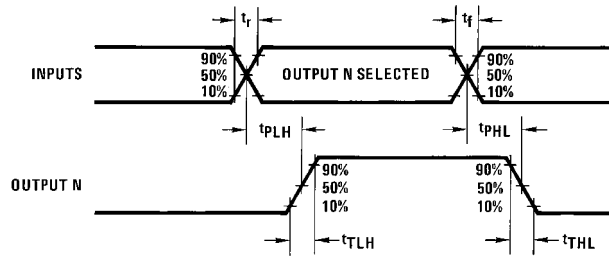 tr
tf
INPUTS
90%
50%
10%
OUTPUT N SELECTED
90%
50%
10%
tPLH
tPHL
OUTPUT N
90%
50%
10%
90%
50%
10%
tTLH
tTHL